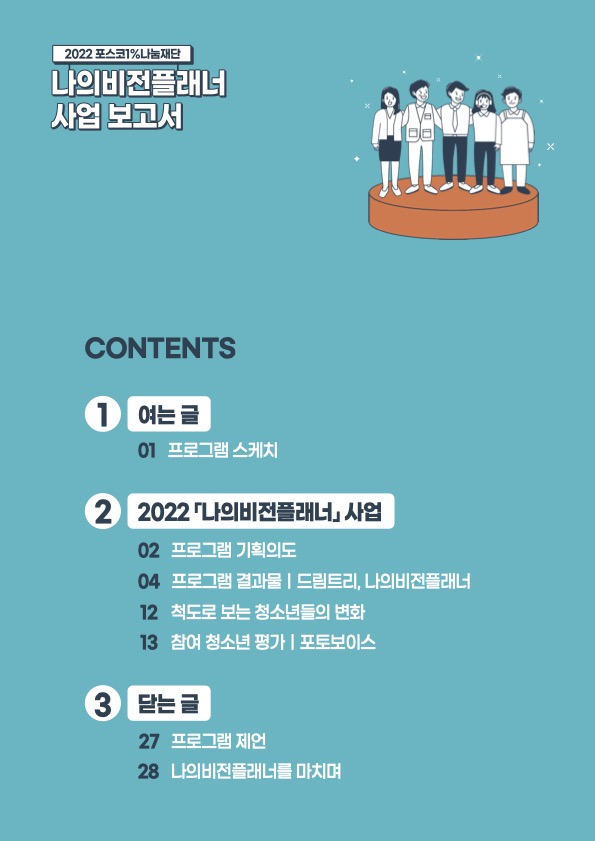 2022 포스코1%나눔재단
나의비전플래너
사업 보고서
CONTENTS
1 여는 글
01 프로그램 스케치
2 2022 「나의비전플래너」 사업
02 프로그램 기획의도
04 프로그램 결과물 | 드림트리, 나의비전플래너
12 척도로 보는 청소년들의 변화
13 참여 청소년 평가 | 포토보이스
3 닫는 글
27 프로그램 제언
28 나의비전플래너를 마치며